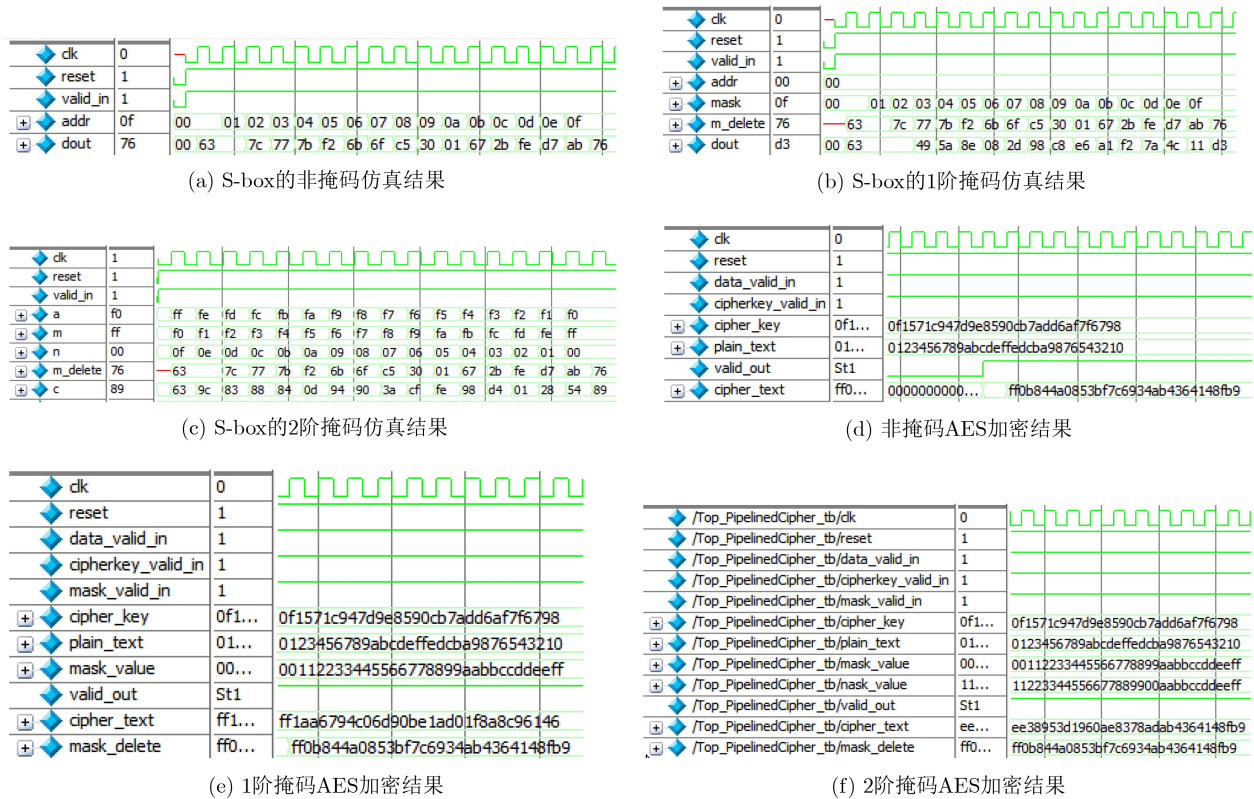 clk 0
reset 1
valid_in 1
addr 0f 00 01 02 03 04 05 06 07 08 09 0a 0b 0c 0d 0e 0f
dout 76 00 63 7c 77 7b f2 6b 6f c5 30 01 67 2b fe d7 ab 76
(a) S-box的非掩码仿真结果
clk 0
reset 1
valid_in 1
addr 00 00
mask 0f 00 01 02 03 04 05 06 07 08 09 0a 0b 0c 0d 0e 0f
m_delete 76 63 7c 77 7b f2 6b 6f c5 30 01 67 2b fe d7 ab 76
dout d3 00 63 49 5a 8e 08 2d 98 c8 e6 a1 f2 7a 4c 11 d3
(b) S-box的1阶掩码仿真结果
clk 1
reset 1
valid_in 1
a f0 ff fe fd fc fb fa f9 f8 f7 f6 f5 f4 f3 f2 f1 f0
m ff f0 f1 f2 f3 f4 f5 f6 f7 f8 f9 fa fb fc fd fe ff
n 00 0f 0e 0d 0c 0b 0a 09 08 07 06 05 04 03 02 01 00
m_delete 76 63 7c 77 7b f2 6b 6f c5 30 01 67 2b fe d7 ab 76
c 89 63 9c 83 88 84 0d 94 90 3a cf fe 98 d4 01 28 54 89
(c) S-box的2阶掩码仿真结果
clk 0
reset 1
data_valid_in 1
cipherkey_valid_in 1
cipher_key 0f1... 0f1571c947d9e8590cb7add6af7f6798
plain_text 01... 0123456789abcdeffedcba9876543210
valid_out St1
cipher_text ff0... 0000000000... ff0b844a0853bf7c6934ab4364148fb9
(d) 非掩码AES加密结果
clk 0
reset 1
data_valid_in 1
cipherkey_valid_in 1
mask_valid_in 1
cipher_key 0f1... 0f1571c947d9e8590cb7add6af7f6798
plain_text 01... 0123456789abcdeffedcba9876543210
mask_value 00... 00112233445566778899aabbccddeeff
valid_out St1
cipher_text ff1... ff1aa6794c06d90be1ad01f8a8c96146
mask_delete ff0... ff0b844a0853bf7c6934ab4364148fb9
(e) 1阶掩码AES加密结果
/Top_PipelinedCipher_tb/clk 0
/Top_PipelinedCipher_tb/reset 1
/Top_PipelinedCipher_tb/data_valid_in 1
/Top_PipelinedCipher_tb/cipherkey_valid_in 1
/Top_PipelinedCipher_tb/mask_valid_in 1
/Top_PipelinedCipher_tb/cipher_key 0f1... 0f1571c947d9e8590cb7add6af7f6798
/Top_PipelinedCipher_tb/plain_text 01... 0123456789abcdeffedcba9876543210
/Top_PipelinedCipher_tb/mask_value 00... 00112233445566778899aabbccddeeff
/Top_PipelinedCipher_tb/nask_value 11... 11223344556677889900aabbccddeeff
/Top_PipelinedCipher_tb/valid_out St1
/Top_PipelinedCipher_tb/cipher_text ee... ee38953d1960ae8378adab4364148fb9
/Top_PipelinedCipher_tb/mask_delete ff0... ff0b844a0853bf7c6934ab4364148fb9
(f) 2阶掩码AES加密结果